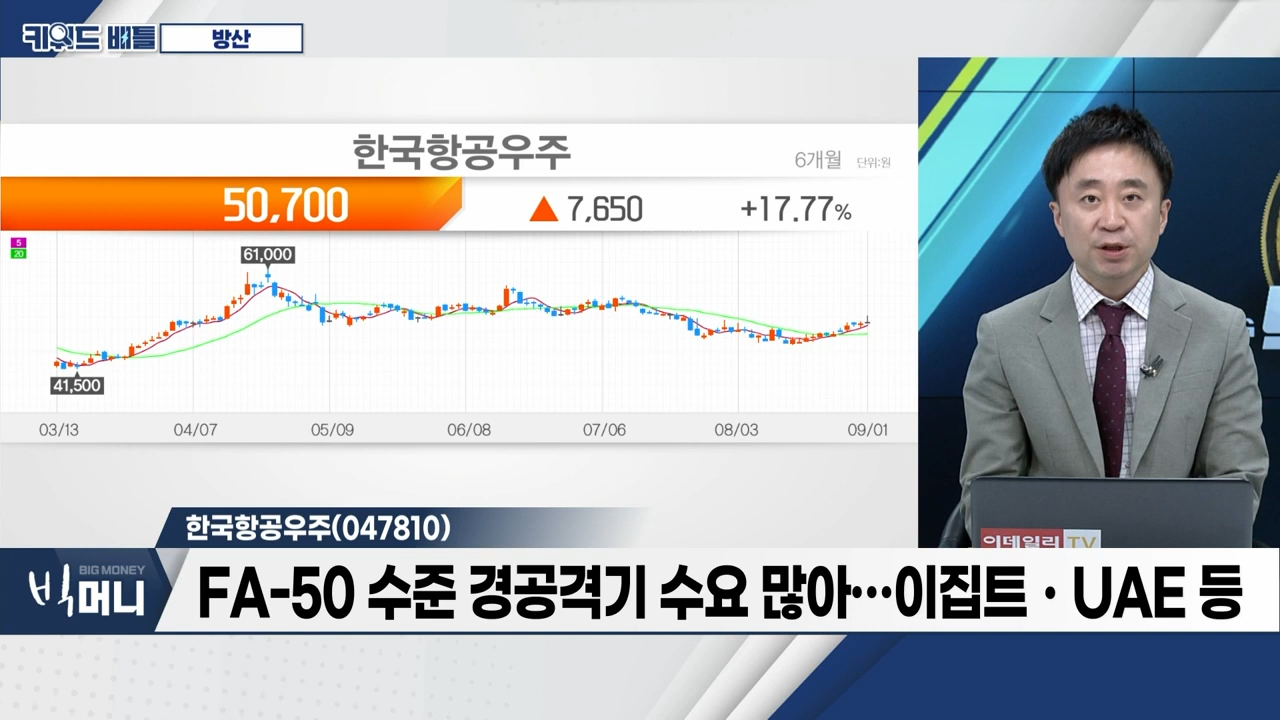 키워드 배틀
방산
한국항공우주
6개월 단위:원
50,700
▲ 7,650
+17.77%
5
20
61,000
41,500
03/13 04/07 05/09 06/08 07/06 08/03 09/01
한국항공우주(047810)
이데일리 TV
빅머니
BIG MONEY
FA-50 수준 경공격기 수요 많아…이집트·UAE 등